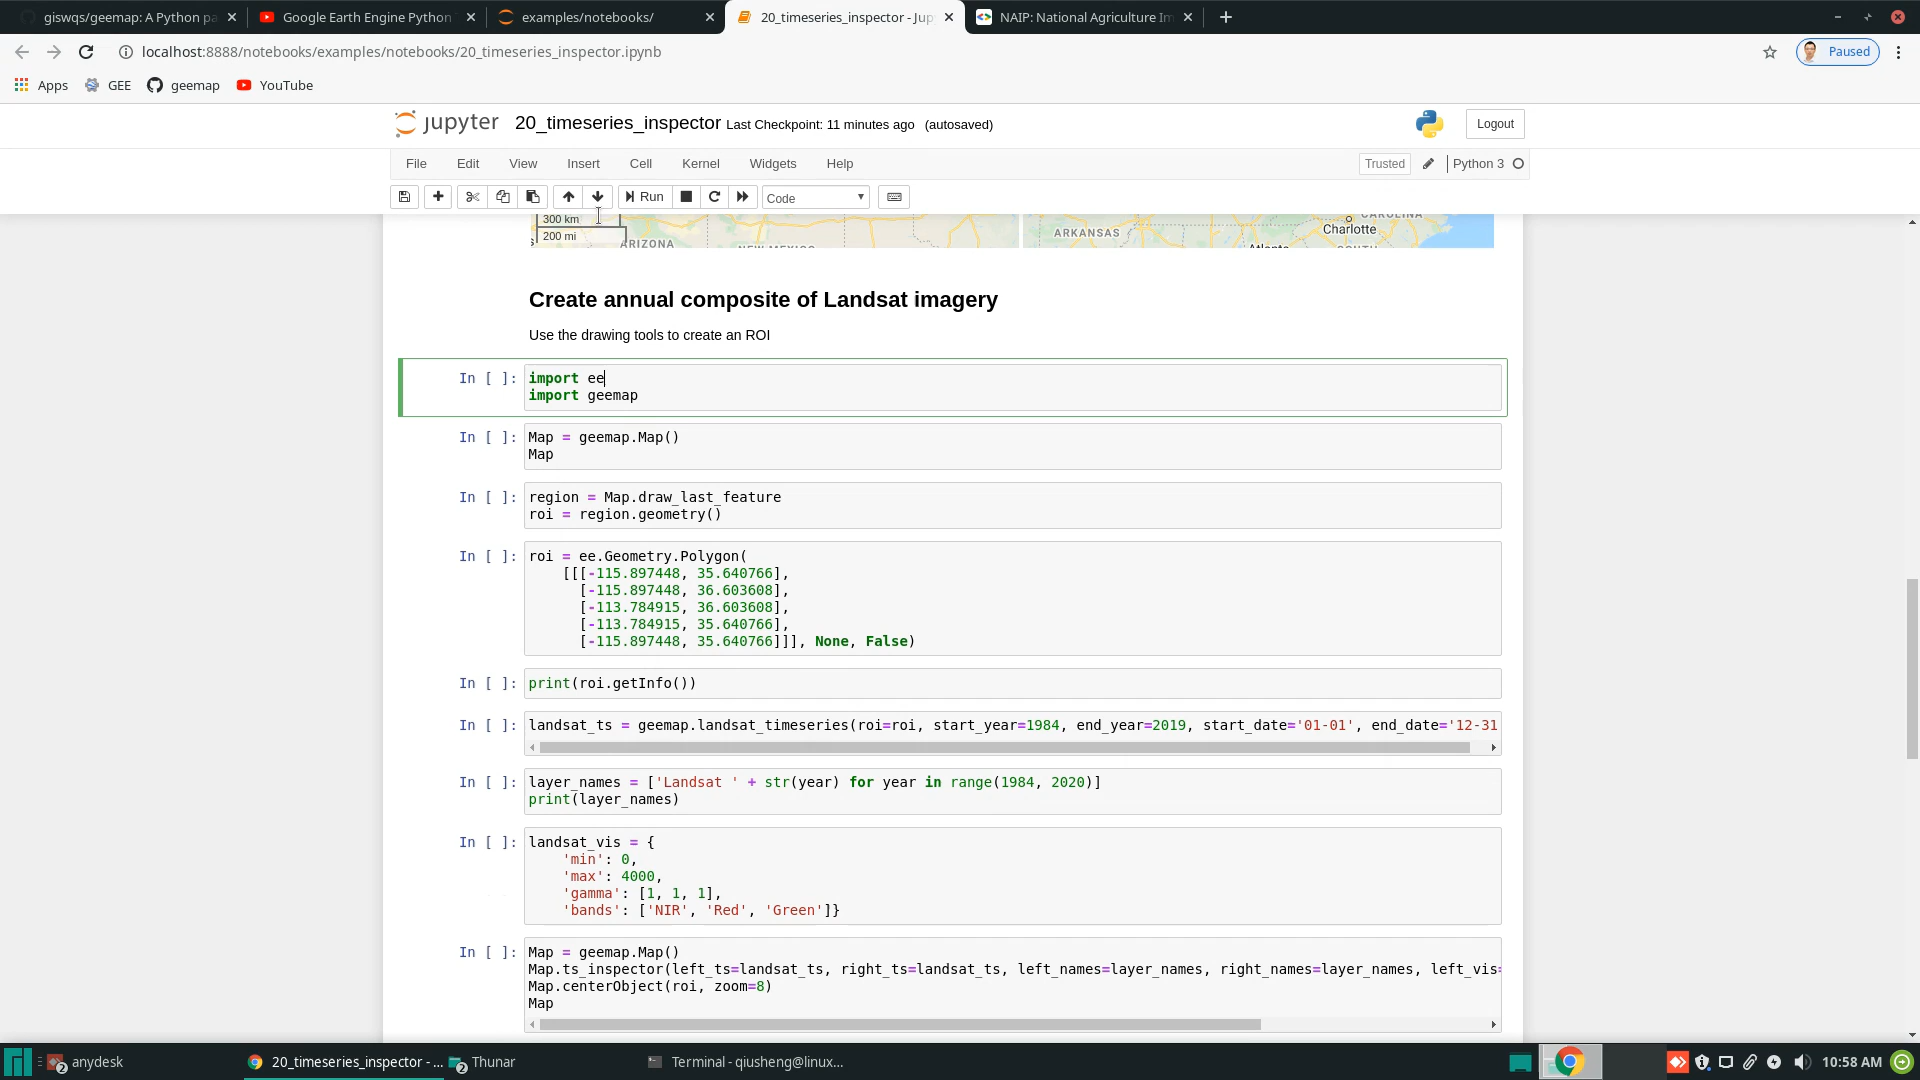 giswqs/geemap: A Python pa
Google Earth Engine Python
examples/notebooks/
20_timeseries_inspector - Jup
NAIP: National Agriculture Im
localhost:8888/notebooks/examples/notebooks/20_timeseries_inspector.ipynb
Paused
Apps
GEE
geemap
YouTube
jupyter
20_timeseries_inspector Last Checkpoint: 11 minutes ago (autosaved)
Logout
File Edit View Insert Cell Kernel Widgets Help
Trusted
Python 3
Run
Code
300 km
200 mi
ARIZONA
NEW MEXICO
ARKANSAS
CAROLINA
Charlotte
Atlanta
SOUTH
Create annual composite of Landsat imagery
Use the drawing tools to create an ROI
In [ ]: import ee
import geemap
In [ ]: Map = geemap.Map()
Map
In [ ]: region = Map.draw_last_feature
roi = region.geometry()
In [ ]: roi = ee.Geometry.Polygon(
[[[-115.897448, 35.640766],
[-115.897448, 36.603608],
[-113.784915, 36.603608],
[-113.784915, 35.640766],
[-115.897448, 35.640766]]], None, False)
In [ ]: print(roi.getInfo())
In [ ]: landsat_ts = geemap.landsat_timeseries(roi=roi, start_year=1984, end_year=2019, start_date='01-01', end_date='12-31
In [ ]: layer_names = ['Landsat ' + str(year) for year in range(1984, 2020)]
print(layer_names)
In [ ]: landsat_vis = {
'min': 0,
'max': 4000,
'gamma': [1, 1, 1],
'bands': ['NIR', 'Red', 'Green']}
In [ ]: Map = geemap.Map()
Map.ts_inspector(left_ts=landsat_ts, right_ts=landsat_ts, left_names=layer_names, right_names=layer_names, left_vis=
Map.centerObject(roi, zoom=8)
Map
2
anydesk
20_timeseries_inspector - ...
2
Thunar
Terminal - qiusheng@linux...
10:58 AM